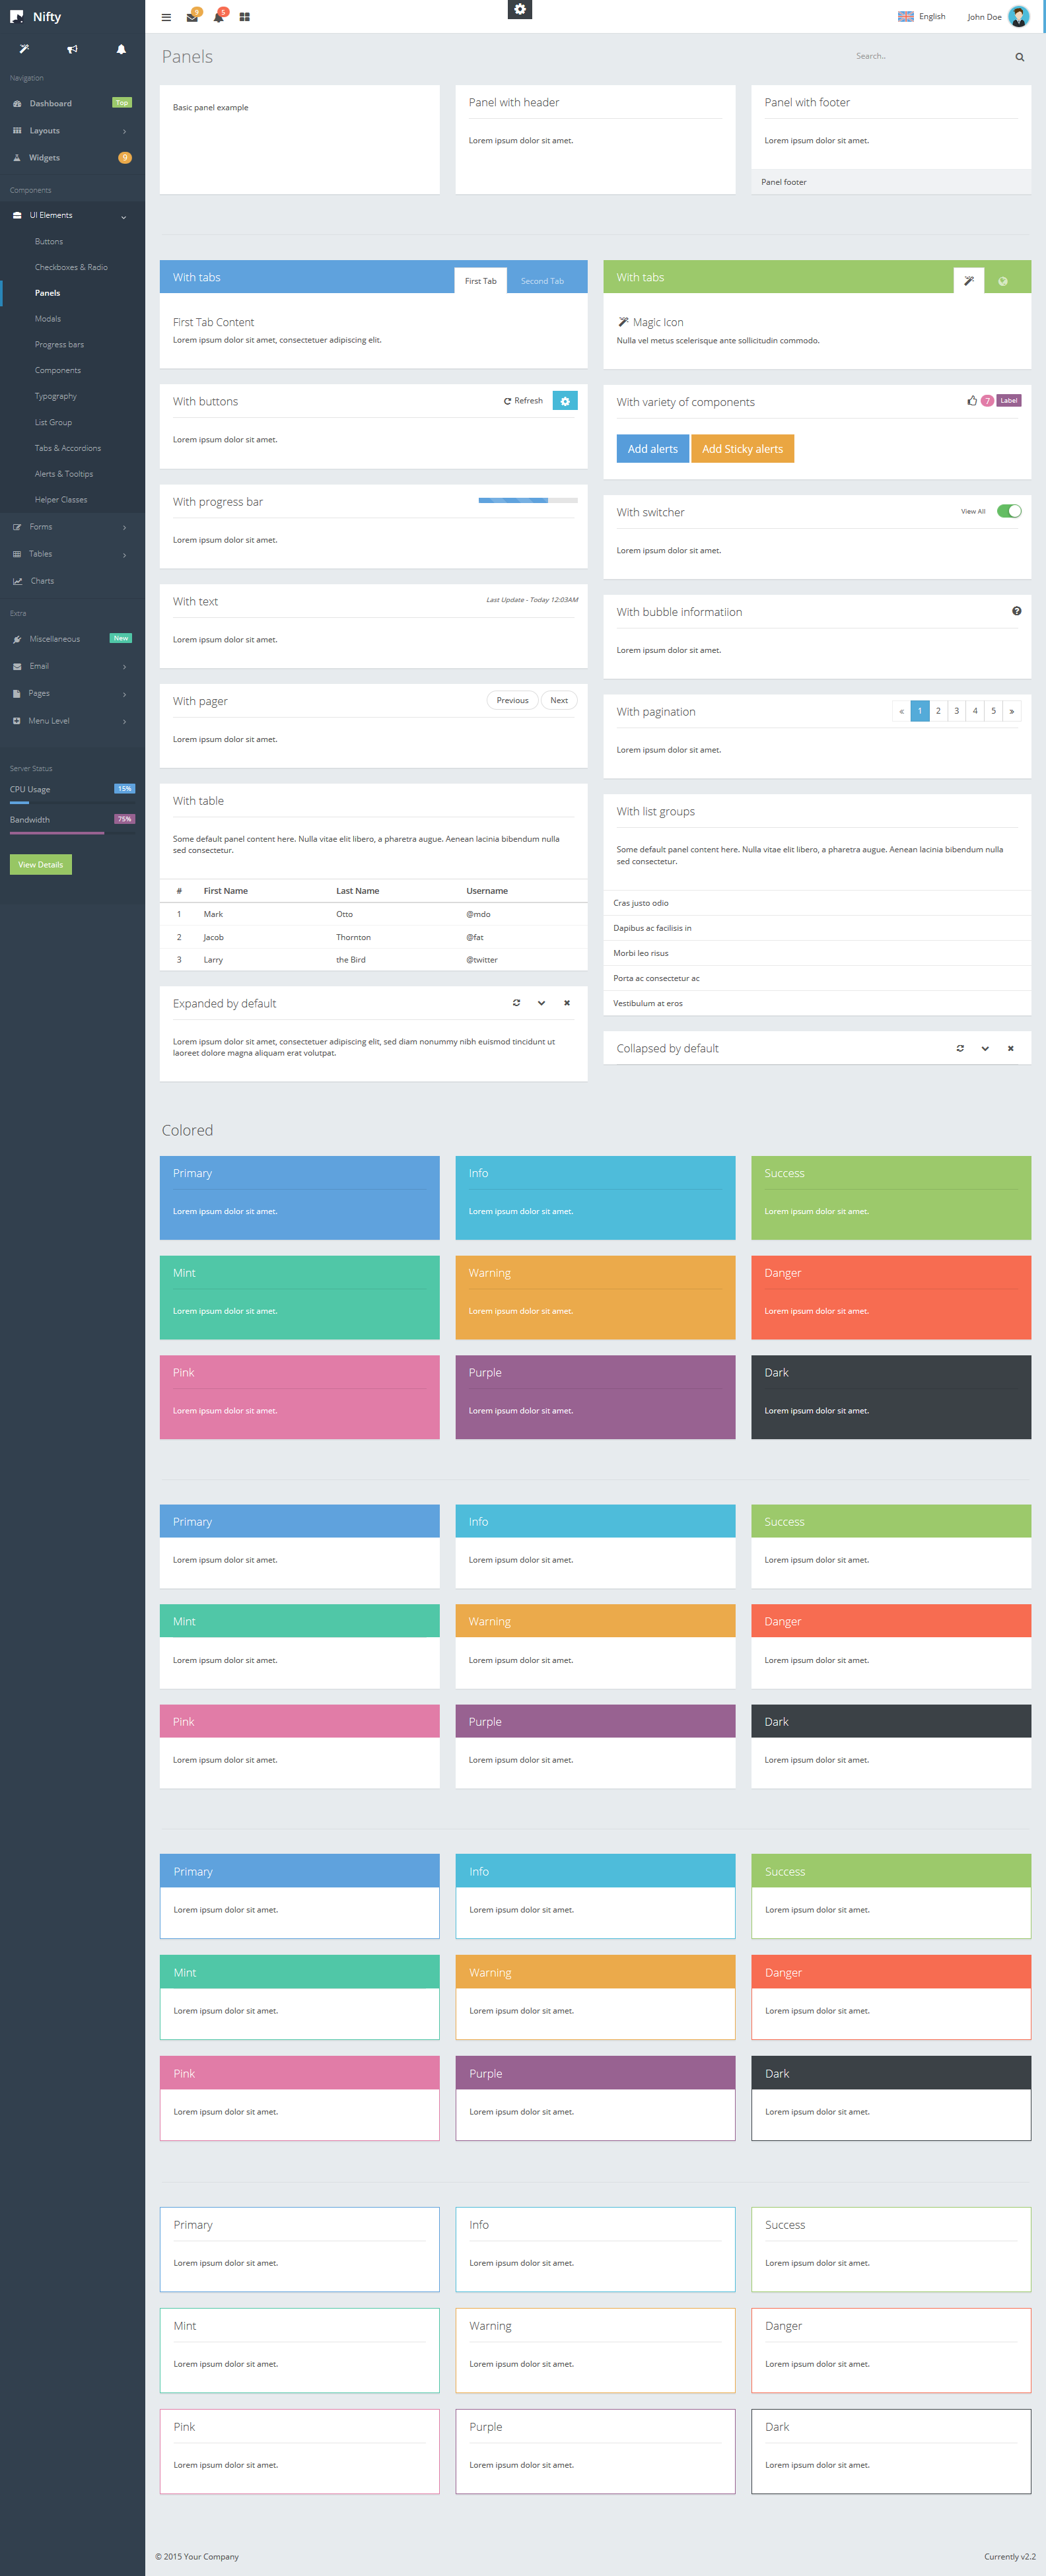 Nifty
9
5
English
John Doe
Navigation
Dashboard
Top
Layouts
Widgets
9
Components
UI Elements
Buttons
Checkboxes & Radio
Panels
Modals
Progress bars
Components
Typography
List Group
Tabs & Accordions
Alerts & Tooltips
Helper Classes
Forms
Tables
Charts
Extra
Miscellaneous
New
Email
Pages
Menu Level
Server Status
CPU Usage
15%
Bandwidth
75%
View Details
Panels
Search..
Basic panel example
Panel with header
Lorem ipsum dolor sit amet.
Panel with footer
Lorem ipsum dolor sit amet.
Panel footer
With tabs
First Tab
Second Tab
First Tab Content
Lorem ipsum dolor sit amet, consectetuer adipiscing elit.
With tabs
Magic Icon
Nulla vel metus scelerisque ante sollicitudin commodo.
With buttons
Refresh
Lorem ipsum dolor sit amet.
With variety of components
7
Label
Add alerts
Add Sticky alerts
With progress bar
Lorem ipsum dolor sit amet.
With switcher
View All
Lorem ipsum dolor sit amet.
With text
Last Update - Today 12:03AM
Lorem ipsum dolor sit amet.
With bubble informatiion
Lorem ipsum dolor sit amet.
With pager
Previous
Next
Lorem ipsum dolor sit amet.
With pagination
« 1 2 3 4 5 »
Lorem ipsum dolor sit amet.
With table
Some default panel content here. Nulla vitae elit libero, a pharetra augue. Aenean lacinia bibendum nulla
sed consectetur.
# First Name Last Name Username
1 Mark Otto @mdo
2 Jacob Thornton @fat
3 Larry the Bird @twitter
With list groups
Some default panel content here. Nulla vitae elit libero, a pharetra augue. Aenean lacinia bibendum nulla
sed consectetur.
Cras justo odio
Dapibus ac facilisis in
Morbi leo risus
Porta ac consectetur ac
Vestibulum at eros
Expanded by default
Lorem ipsum dolor sit amet, consectetuer adipiscing elit, sed diam nonummy nibh euismod tincidunt ut
laoreet dolore magna aliquam erat volutpat.
Collapsed by default
Colored
Primary
Lorem ipsum dolor sit amet.
Info
Lorem ipsum dolor sit amet.
Success
Lorem ipsum dolor sit amet.
Mint
Lorem ipsum dolor sit amet.
Warning
Lorem ipsum dolor sit amet.
Danger
Lorem ipsum dolor sit amet.
Pink
Lorem ipsum dolor sit amet.
Purple
Lorem ipsum dolor sit amet.
Dark
Lorem ipsum dolor sit amet.
Primary
Lorem ipsum dolor sit amet.
Info
Lorem ipsum dolor sit amet.
Success
Lorem ipsum dolor sit amet.
Mint
Lorem ipsum dolor sit amet.
Warning
Lorem ipsum dolor sit amet.
Danger
Lorem ipsum dolor sit amet.
Pink
Lorem ipsum dolor sit amet.
Purple
Lorem ipsum dolor sit amet.
Dark
Lorem ipsum dolor sit amet.
Primary
Lorem ipsum dolor sit amet.
Info
Lorem ipsum dolor sit amet.
Success
Lorem ipsum dolor sit amet.
Mint
Lorem ipsum dolor sit amet.
Warning
Lorem ipsum dolor sit amet.
Danger
Lorem ipsum dolor sit amet.
Pink
Lorem ipsum dolor sit amet.
Purple
Lorem ipsum dolor sit amet.
Dark
Lorem ipsum dolor sit amet.
Primary
Lorem ipsum dolor sit amet.
Info
Lorem ipsum dolor sit amet.
Success
Lorem ipsum dolor sit amet.
Mint
Lorem ipsum dolor sit amet.
Warning
Lorem ipsum dolor sit amet.
Danger
Lorem ipsum dolor sit amet.
Pink
Lorem ipsum dolor sit amet.
Purple
Lorem ipsum dolor sit amet.
Dark
Lorem ipsum dolor sit amet.
© 2015 Your Company
Currently v2.2